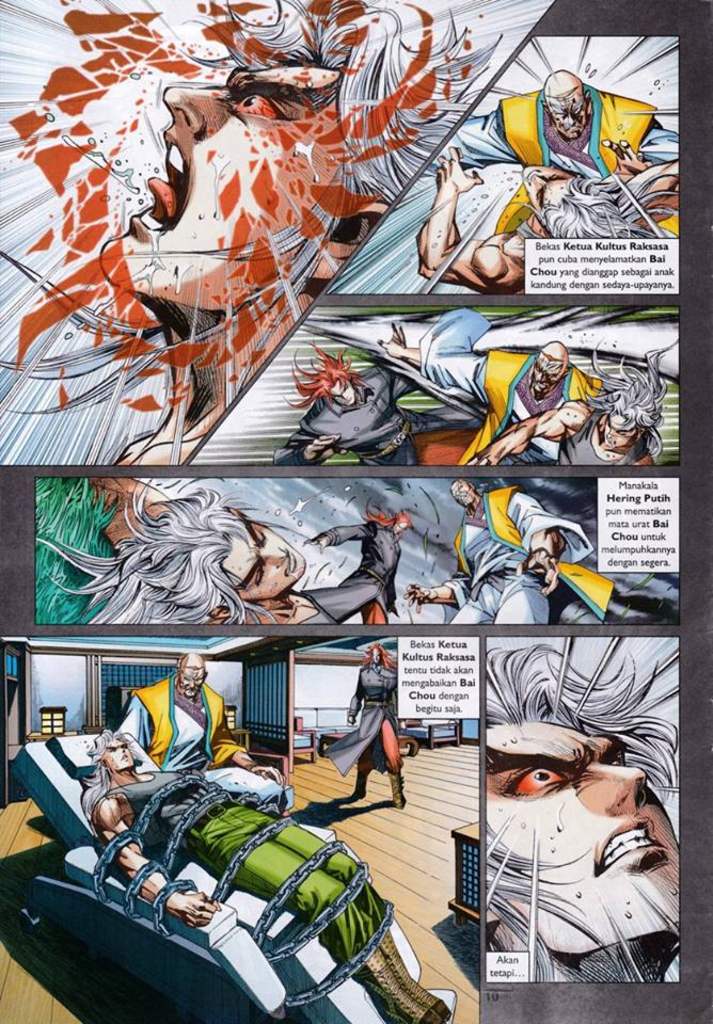 Bekas Ketua Kultus Raksasa
pun cuba menyelamatkan Bai
Chou yang dianggap sebagai anak
kandung dengan sedaya-upayanya.
Manakala
Hering Putih
pun mematikan
mata urat Bai
Chou untuk
melumpuhkannya
dengan segera.
Bekas Ketua
Kultus Raksasa
tentu tidak akan
mengabaikan Bai
Chou dengan
begitu saja.
Akan
tetapi...
10